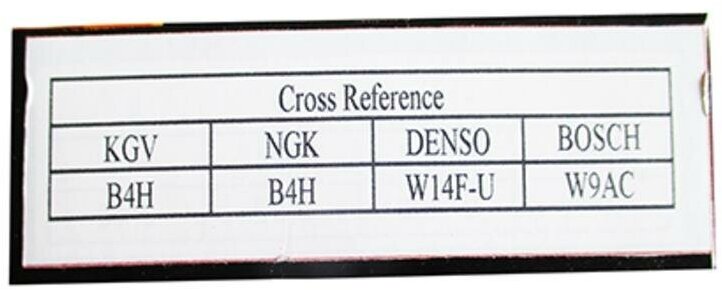 Cross Reference
KGV NGK DENSO BOSCH
B4H B4H W14F-U W9AC